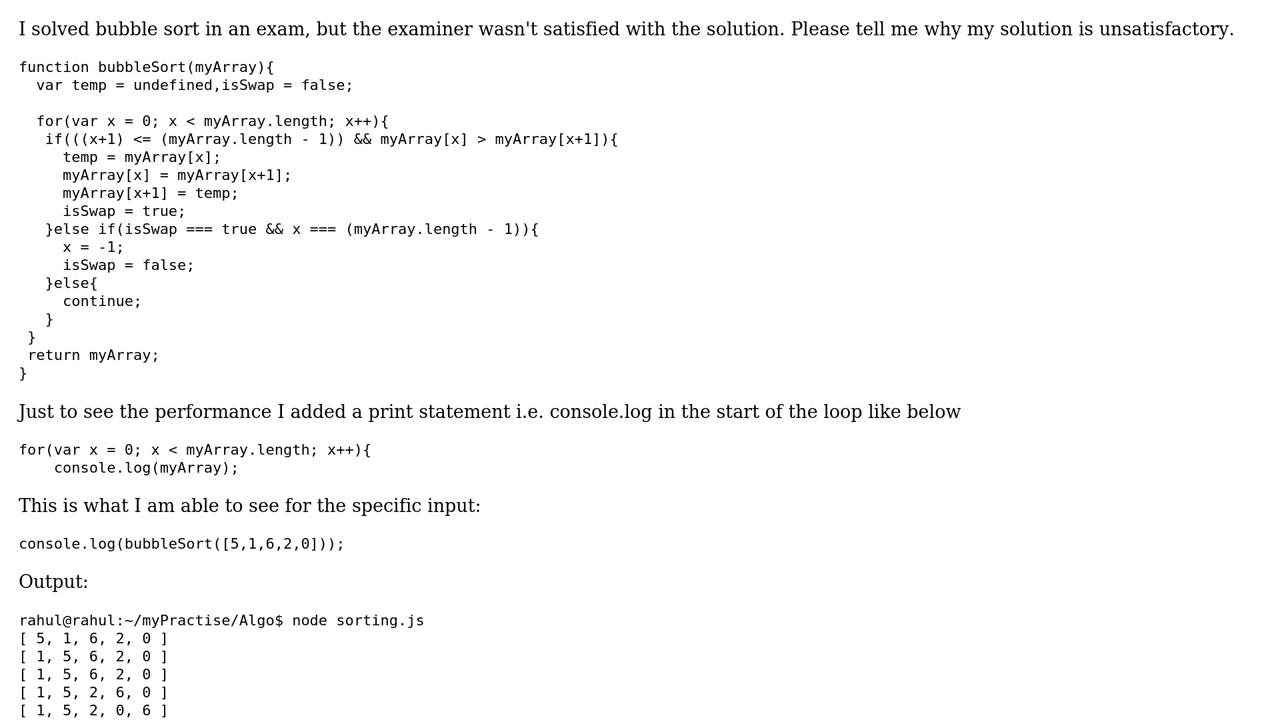 I solved bubble sort in an exam, but the examiner wasn't satisfied with the solution. Please tell me why my solution is unsatisfactory.
function bubbleSort(myArray){
  var temp = undefined,isSwap = false;
  for(var x = 0; x < myArray.length; x++){
   if(((x+1) <= (myArray.length - 1)) && myArray[x] > myArray[x+1]){
     temp = myArray[x];
     myArray[x] = myArray[x+1];
     myArray[x+1] = temp;
     isSwap = true;
   }else if(isSwap === true && x === (myArray.length - 1)){
     x = -1;
     isSwap = false;
   }else{
     continue;
   }
 }
 return myArray;
}
Just to see the performance I added a print statement i.e. console.log in the start of the loop like below
for(var x = 0; x < myArray.length; x++){
    console.log(myArray);
This is what I am able to see for the specific input:
console.log(bubbleSort([5,1,6,2,0]));
Output:
rahul@rahul:~/myPractise/Algo$ node sorting.js
[ 5, 1, 6, 2, 0 ]
[ 1, 5, 6, 2, 0 ]
[ 1, 5, 6, 2, 0 ]
[ 1, 5, 2, 6, 0 ]
[ 1, 5, 2, 0, 6 ]